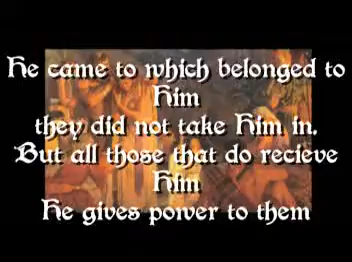 He came to which belonged to
Him
they did not take Him in.
But all those that do recieve
Him
He gives power to them